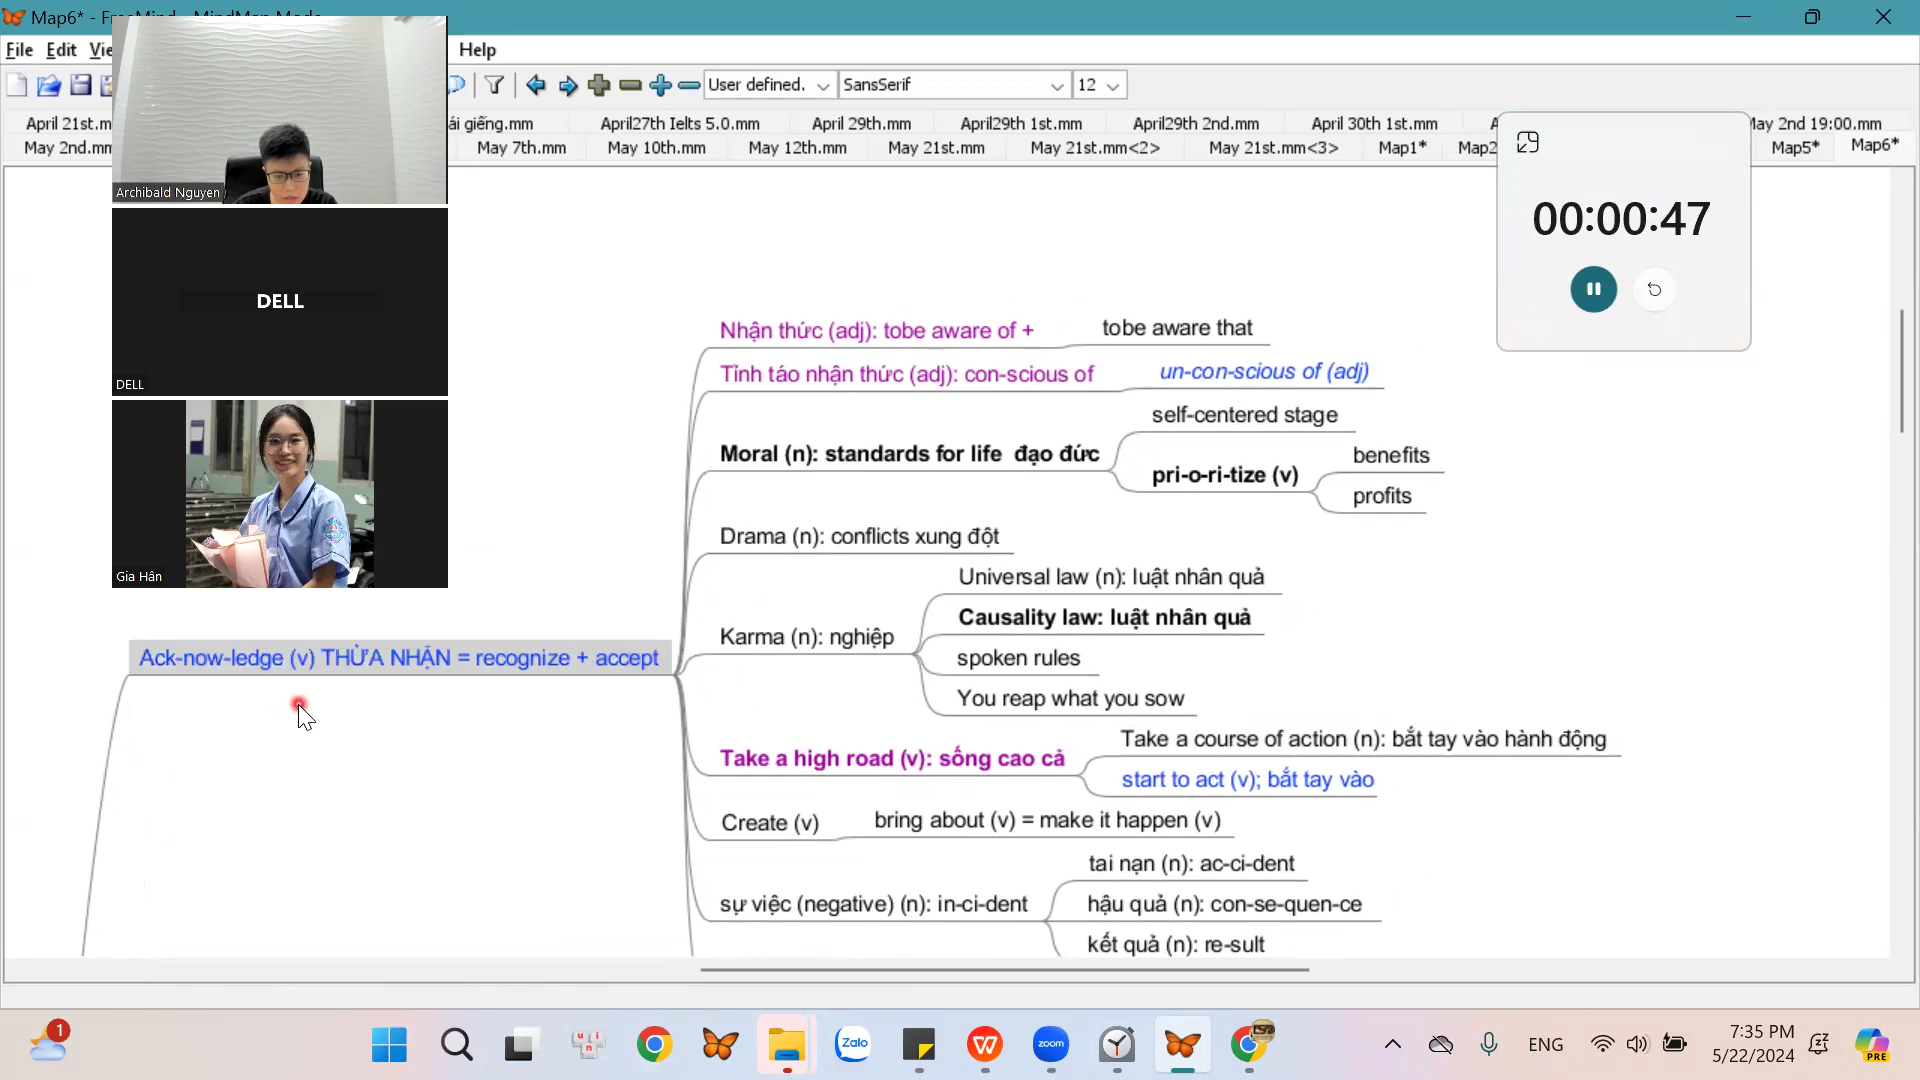 Map6* - FreeMind - MindMap Mode
File Edit Vie Help
User defined. SansSerif 12
April 21st.m ái giếng.mm April27th Ielts 5.0.mm April 29th.mm April29th 1st.mm April29th 2nd.mm April 30th 1st.mm May 2nd 19:00.mm
May 2nd.mm May 7th.mm May 10th.mm May 12th.mm May 21st.mm May 21st.mm<2> May 21st.mm<3> Map1* Map2 Map5* Map6*
Archibald Nguyen
DELL
DELL
Gia Hân
00:00:47
Ack-now-ledge (v) THỪA NHẬN = recognize + accept
Nhận thức (adj): tobe aware of +
tobe aware that
Tỉnh táo nhận thức (adj): con-scious of
un-con-scious of (adj)
Moral (n): standards for life đạo đức
self-centered stage
pri-o-ri-tize (v)
benefits
profits
Drama (n): conflicts xung đột
Karma (n): nghiệp
Universal law (n): luật nhân quả
Causality law: luật nhân quả
spoken rules
You reap what you sow
Take a high road (v): sống cao cả
Take a course of action (n): bắt tay vào hành động
start to act (v); bắt tay vào
Create (v)
bring about (v) = make it happen (v)
sự việc (negative) (n): in-ci-dent
tai nạn (n): ac-ci-dent
hậu quả (n): con-se-quen-ce
kết quả (n): re-sult
1
Zalo
zoom
ENG
7:35 PM
5/22/2024
PRE